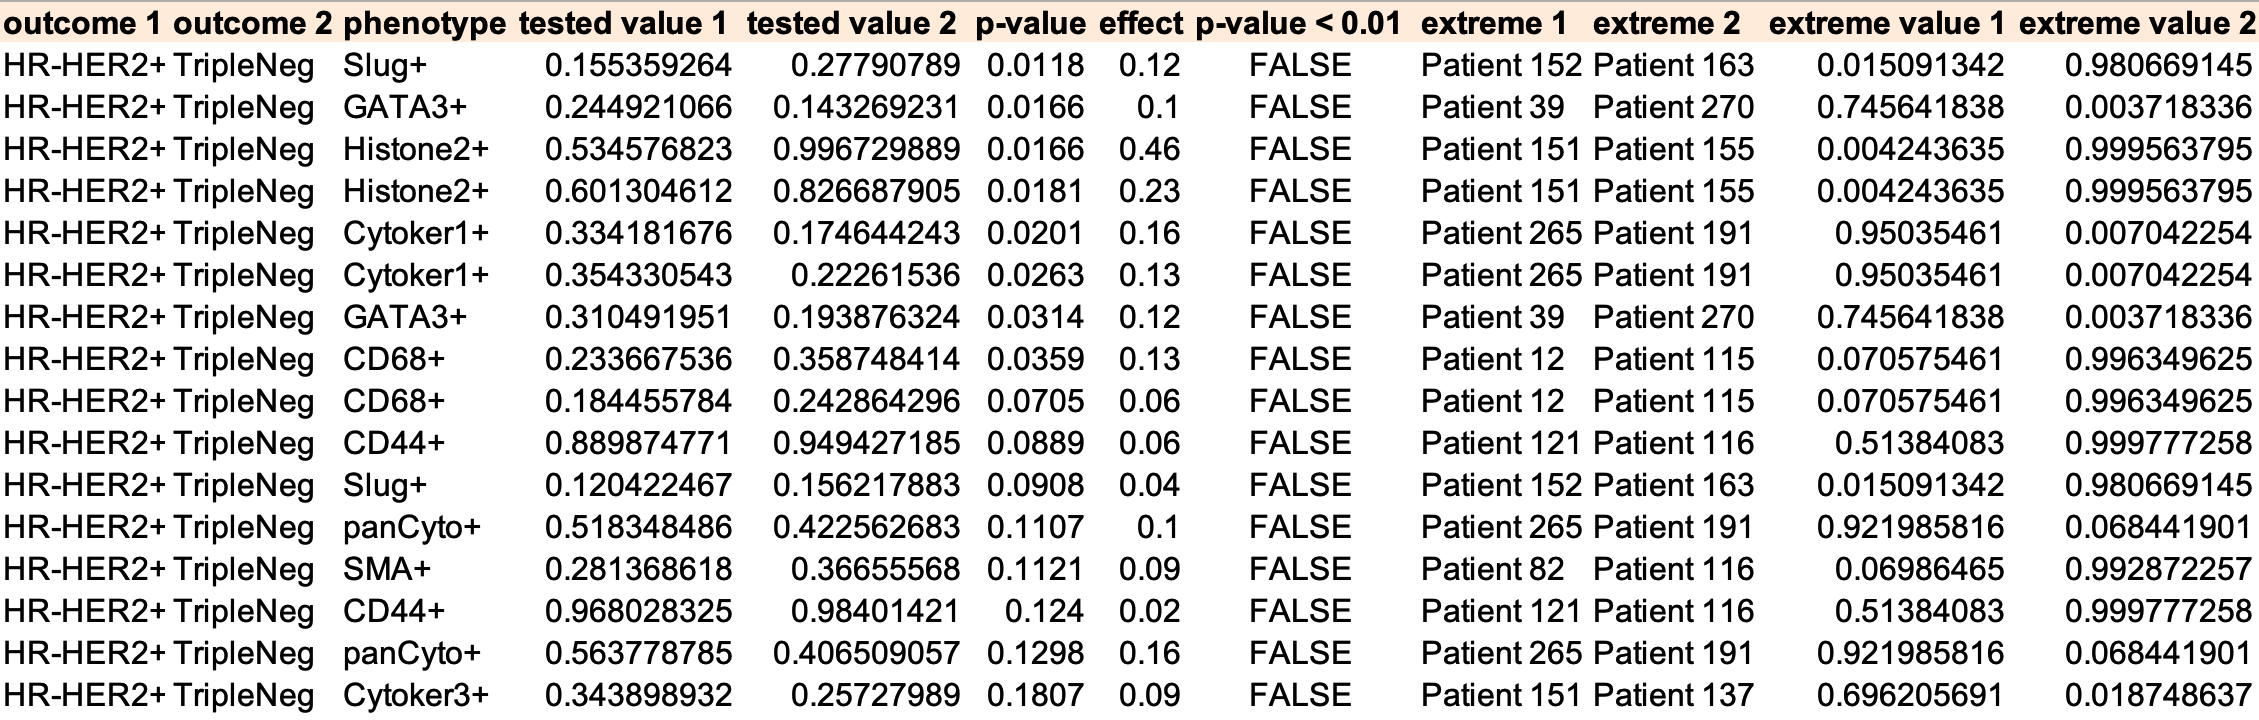 outcome 1 outcome 2 phenotype tested value 1 tested value 2 p-value effect p-value < 0.01 extreme 1 extreme 2 extreme value 1 extreme value 2
HR-HER2+ TripleNeg Slug+ 0.155359264 0.27790789 0.0118 0.12 FALSE Patient 152 Patient 163 0.015091342 0.980669145
HR-HER2+ TripleNeg GATA3+ 0.244921066 0.143269231 0.0166 0.1 FALSE Patient 39 Patient 270 0.745641838 0.003718336
HR-HER2+ TripleNeg Histone2+ 0.534576823 0.996729889 0.0166 0.46 FALSE Patient 151 Patient 155 0.004243635 0.999563795
HR-HER2+ TripleNeg Histone2+ 0.601304612 0.826687905 0.0181 0.23 FALSE Patient 151 Patient 155 0.004243635 0.999563795
HR-HER2+ TripleNeg Cytoker1+ 0.334181676 0.174644243 0.0201 0.16 FALSE Patient 265 Patient 191 0.95035461 0.007042254
HR-HER2+ TripleNeg Cytoker1+ 0.354330543 0.22261536 0.0263 0.13 FALSE Patient 265 Patient 191 0.95035461 0.007042254
HR-HER2+ TripleNeg GATA3+ 0.310491951 0.193876324 0.0314 0.12 FALSE Patient 39 Patient 270 0.745641838 0.003718336
HR-HER2+ TripleNeg CD68+ 0.233667536 0.358748414 0.0359 0.13 FALSE Patient 12 Patient 115 0.070575461 0.996349625
HR-HER2+ TripleNeg CD68+ 0.184455784 0.242864296 0.0705 0.06 FALSE Patient 12 Patient 115 0.070575461 0.996349625
HR-HER2+ TripleNeg CD44+ 0.889874771 0.949427185 0.0889 0.06 FALSE Patient 121 Patient 116 0.51384083 0.999777258
HR-HER2+ TripleNeg Slug+ 0.120422467 0.156217883 0.0908 0.04 FALSE Patient 152 Patient 163 0.015091342 0.980669145
HR-HER2+ TripleNeg panCyto+ 0.518348486 0.422562683 0.1107 0.1 FALSE Patient 265 Patient 191 0.921985816 0.068441901
HR-HER2+ TripleNeg SMA+ 0.281368618 0.36655568 0.1121 0.09 FALSE Patient 82 Patient 116 0.06986465 0.992872257
HR-HER2+ TripleNeg CD44+ 0.968028325 0.98401421 0.124 0.02 FALSE Patient 121 Patient 116 0.51384083 0.999777258
HR-HER2+ TripleNeg panCyto+ 0.563778785 0.406509057 0.1298 0.16 FALSE Patient 265 Patient 191 0.921985816 0.068441901
HR-HER2+ TripleNeg Cytoker3+ 0.343898932 0.25727989 0.1807 0.09 FALSE Patient 151 Patient 137 0.696205691 0.018748637